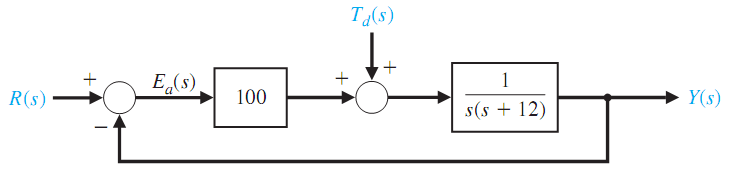 T_d(s)
+
+
R(s)
+
−
E_a(s)
100
+
1
s(s + 12)
Y(s)